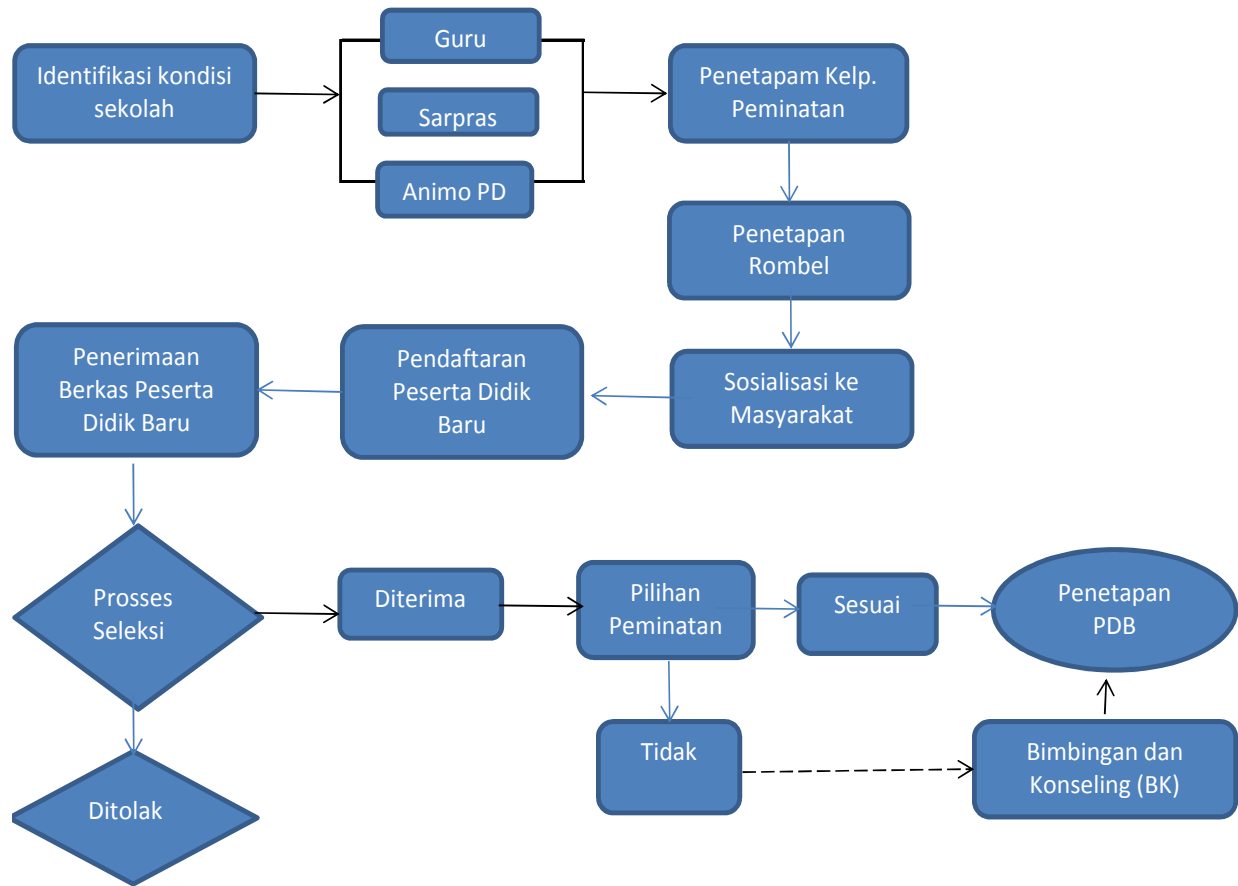 Identifikasi kondisi
sekolah
Guru
Sarpras
Animo PD
Penetapam Kelp.
Peminatan
Penetapan
Rombel
Sosialisasi ke
Masyarakat
Pendaftaran
Peserta Didik
Baru
Penerimaan
Berkas Peserta
Didik Baru
Prosses
Seleksi
Diterima
Pilihan
Peminatan
Sesuai
Penetapan
PDB
Tidak
Bimbingan dan
Konseling (BK)
Ditolak